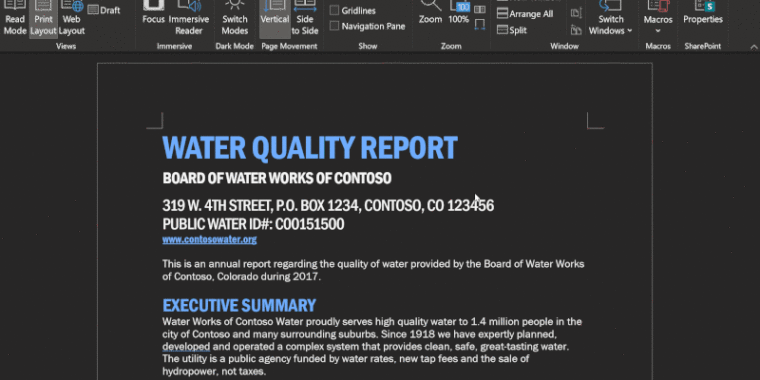 Read Mode
Print Layout
Web Layout
Draft
Views
Focus
Immersive Reader
Immersive
Switch Modes
Dark Mode
Vertical
Side to Side
Page Movement
Gridlines
Navigation Pane
Show
Zoom
100
100%
Zoom
Arrange All
Split
Switch Windows
Window
Macros
Macros
Properties
SharePoint
WATER QUALITY REPORT
BOARD OF WATER WORKS OF CONTOSO
319 W. 4TH STREET, P.O. BOX 1234, CONTOSO, CO 123456
PUBLIC WATER ID#: CO0151500
www.contosowater.org
This is an annual report regarding the quality of water provided by the Board of Water Works
of Contoso, Colorado during 2017.
EXECUTIVE SUMMARY
Water Works of Contoso Water proudly serves high quality water to 1.4 million people in the
city of Contoso and many surrounding suburbs. Since 1918 we have expertly planned,
developed and operated a complex system that provides clean, safe, great-tasting water.
The utility is a public agency funded by water rates, new tap fees and the sale of
hydropower, not taxes.